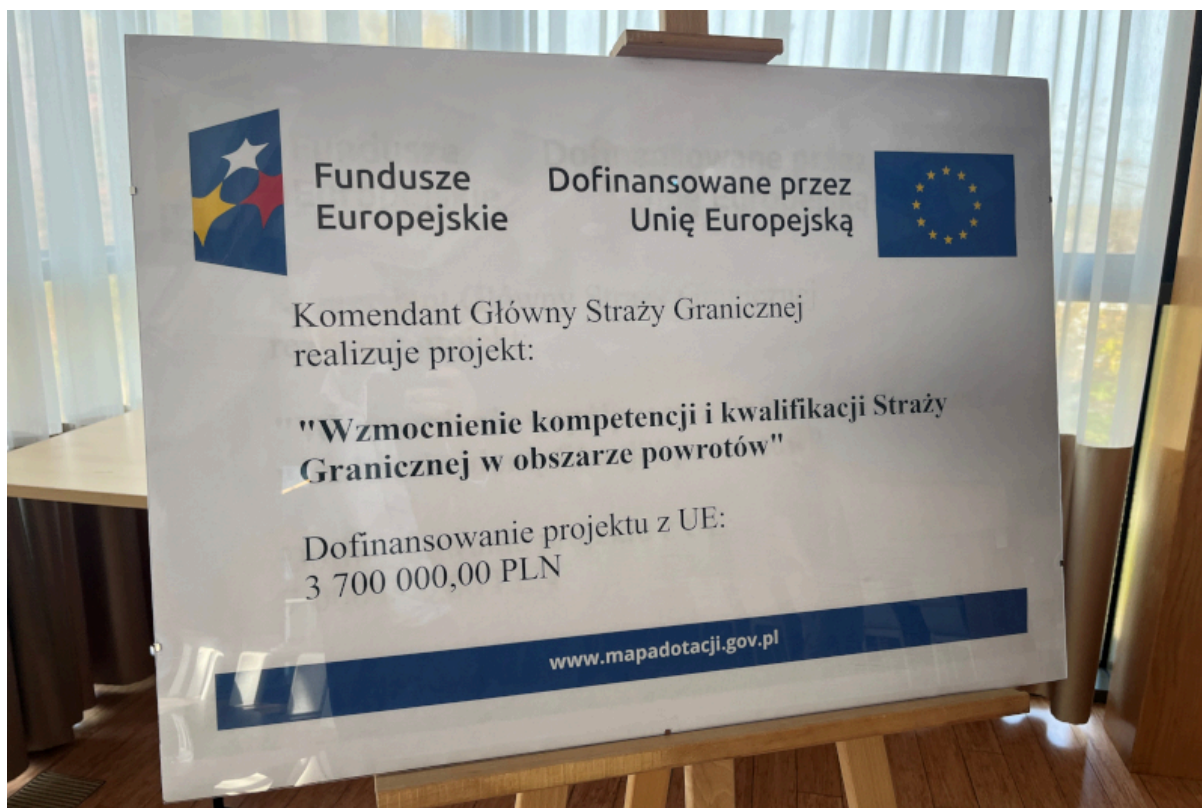 Fundusze
Europejskie
Dofinansowane przez
Unię Europejską
Komendant Główny Straży Granicznej
realizuje projekt:
"Wzmocnienie kompetencji i kwalifikacji Straży
Granicznej w obszarze powrotów"
Dofinansowanie projektu z UE:
3 700 000,00 PLN
www.mapadotacji.gov.pl